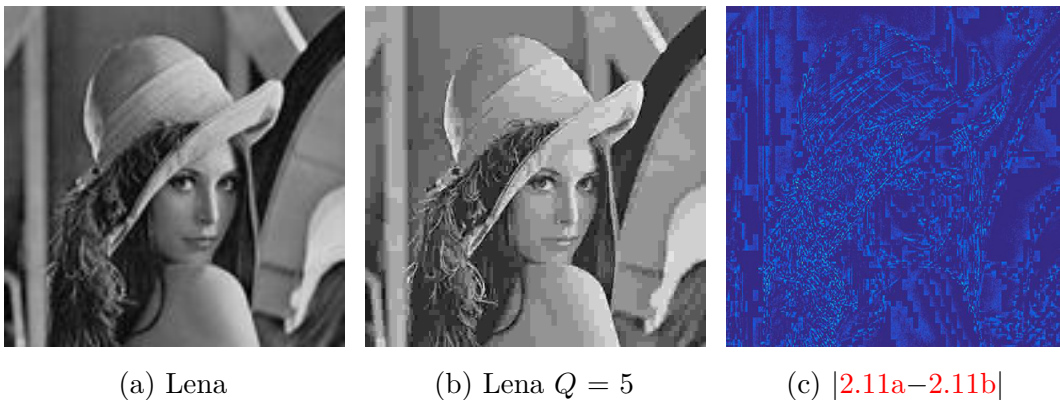 (a) Lena
(b) Lena Q = 5
(c) |2.11a−2.11b|